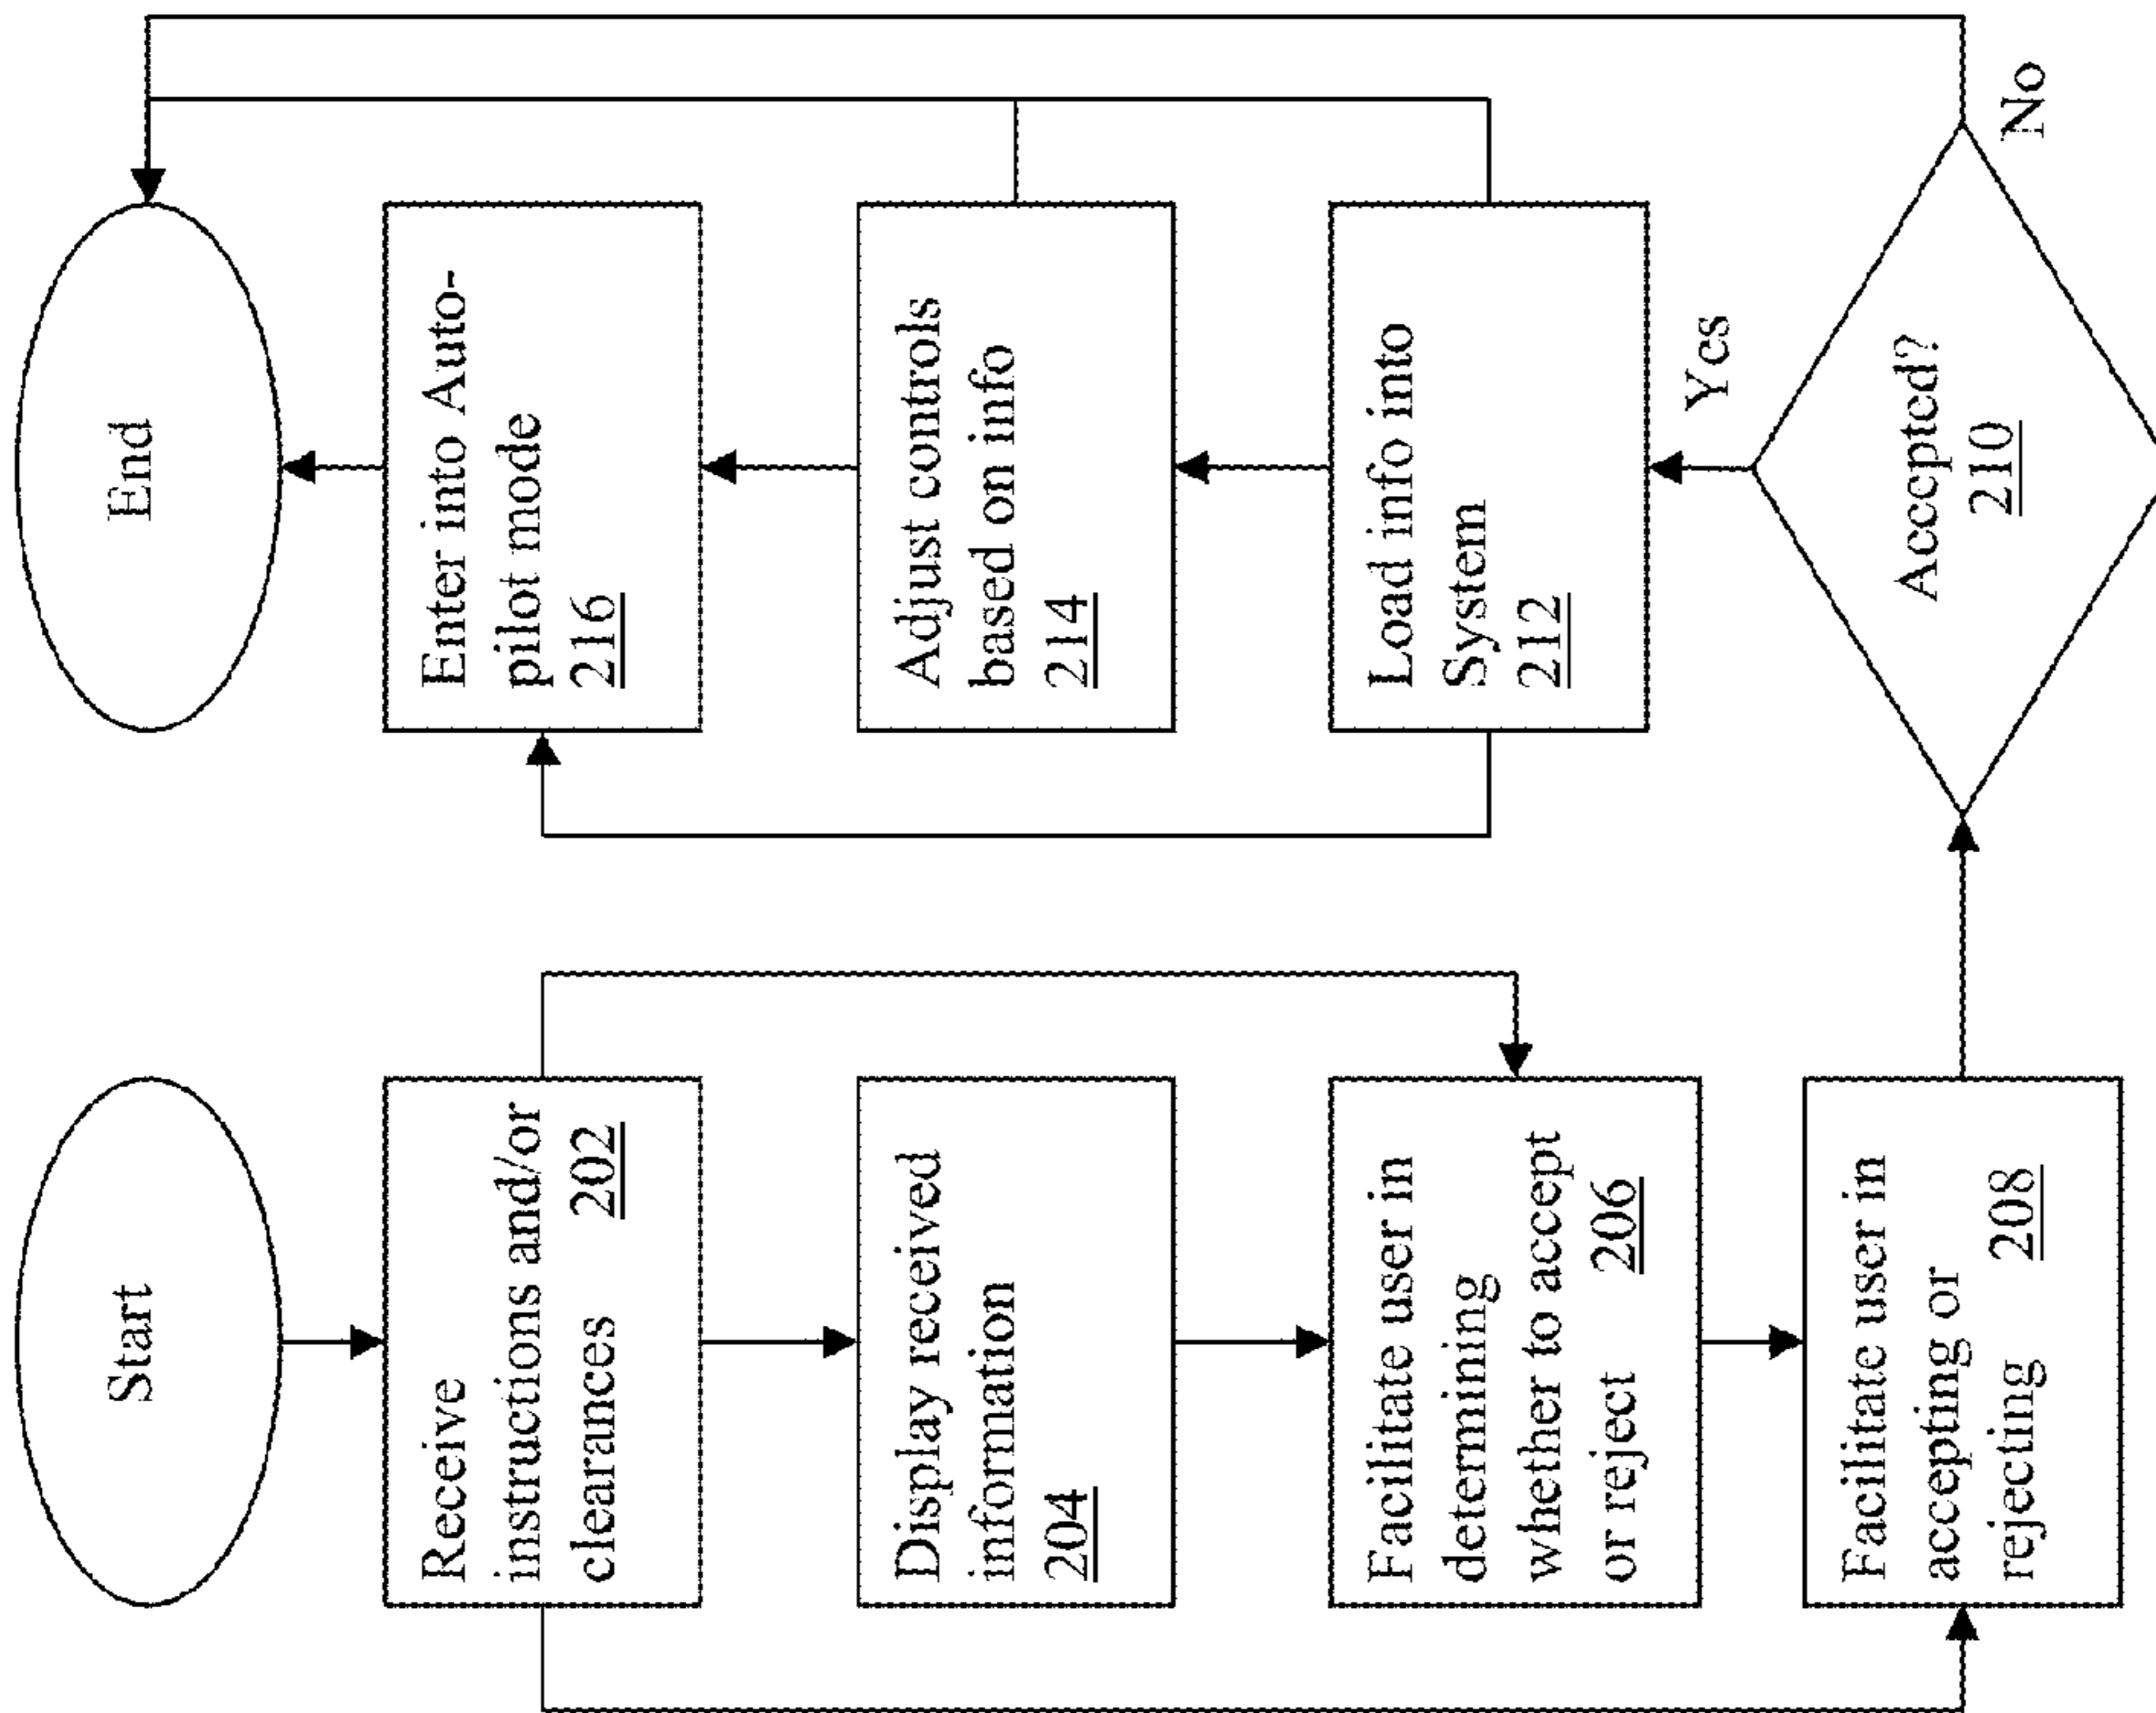 Start
Receive
instructions and/or
clearances 202
Display received
information
204
Facilitate user in
determining
whether to accept
or reject 206
Facilitate user in
accepting or
rejecting 208
Accepted?
210
Yes
No
Load info into
System
212
Adjust controls
based on info
214
Enter into Auto-
pilot mode
216
End